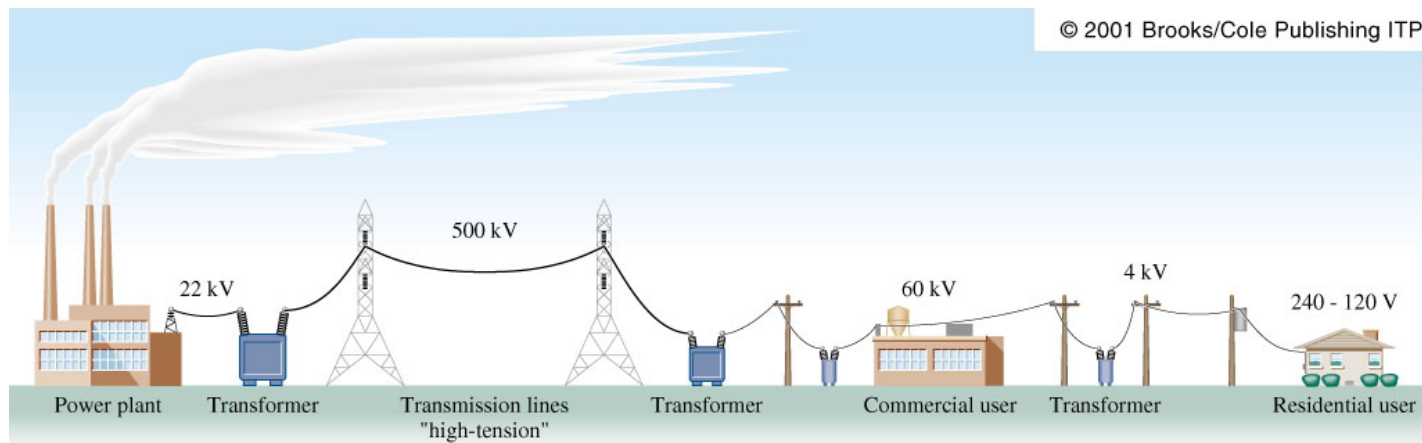 © 2001 Brooks/Cole Publishing ITP
500 kV
22 kV
60 kV
4 kV
240 - 120 V
Power plant
Transformer
Transmission lines
"high-tension"
Transformer
Commercial user
Transformer
Residential user